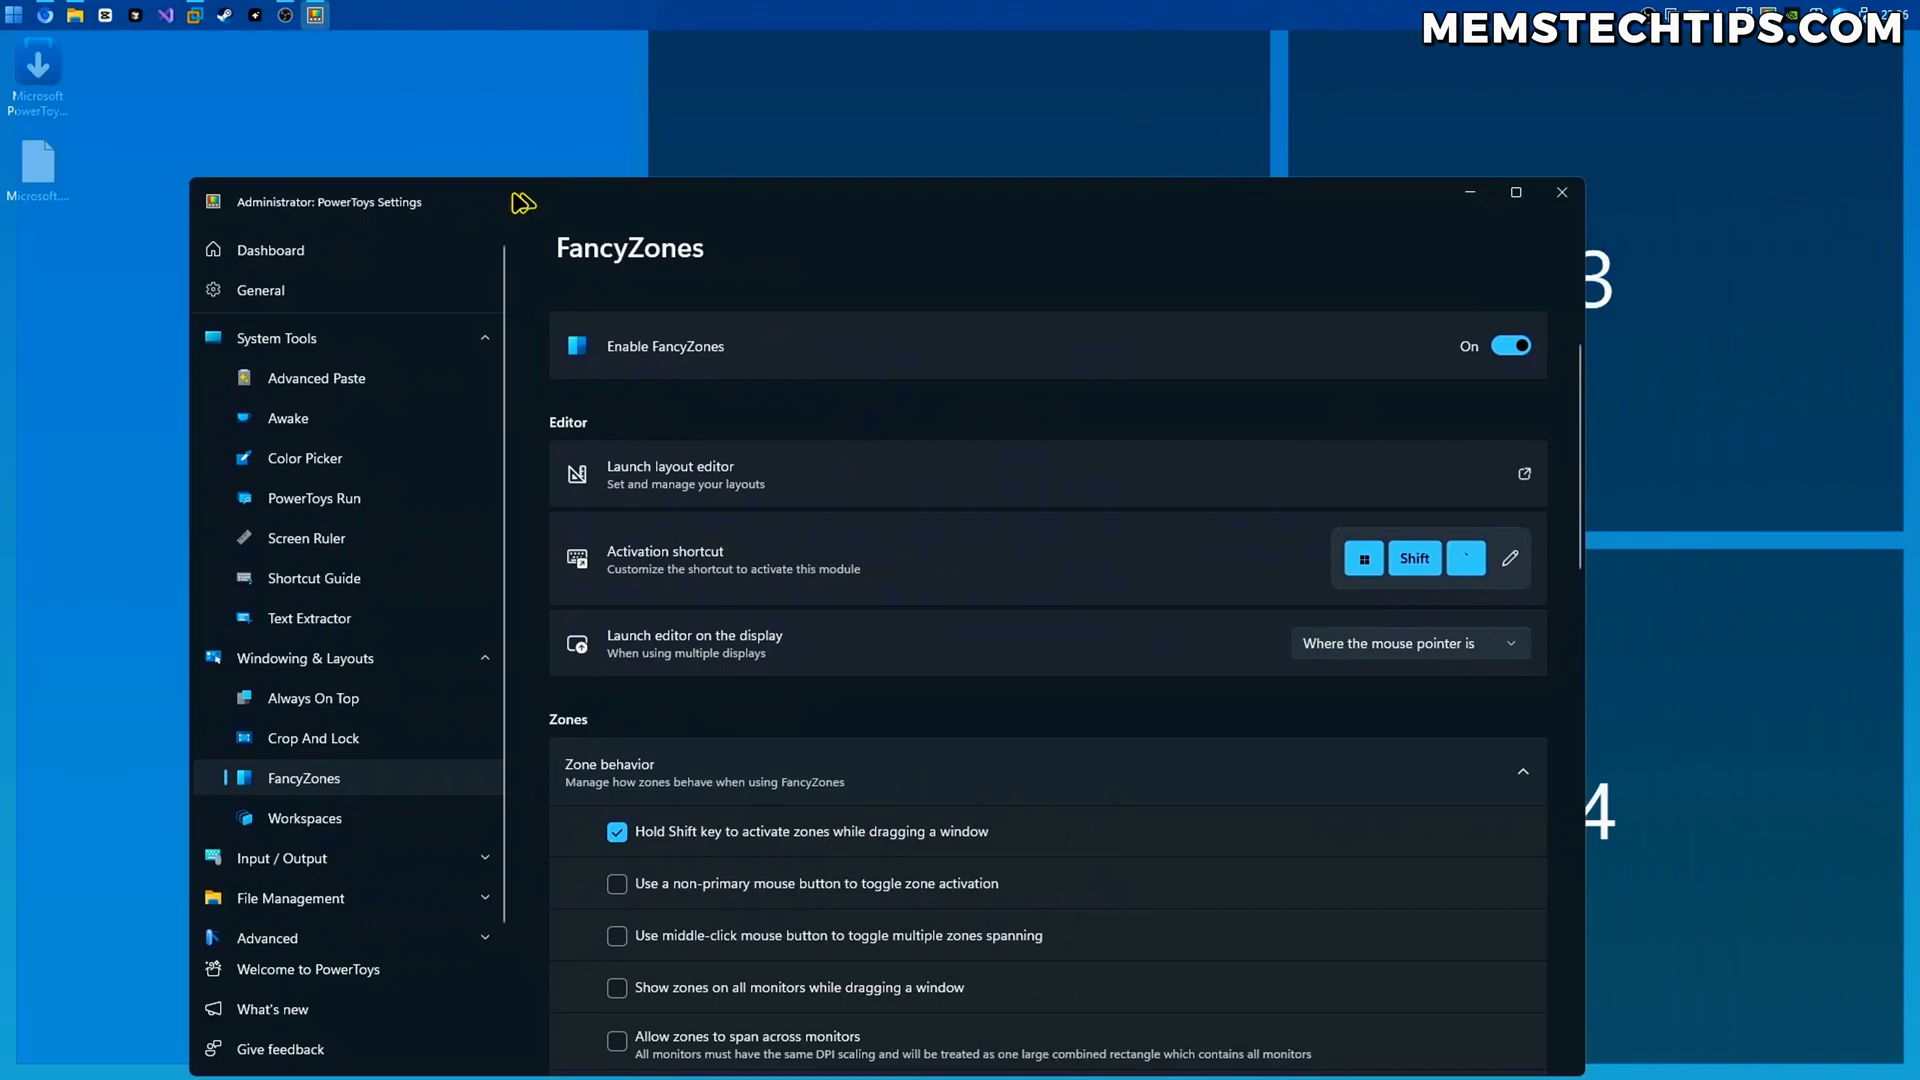 MEMSTECHTIPS.COM
Microsoft
PowerToy...
Microsoft....
Administrator: PowerToys Settings
Dashboard
General
System Tools
Advanced Paste
Awake
Color Picker
PowerToys Run
Screen Ruler
Shortcut Guide
Text Extractor
Windowing & Layouts
Always On Top
Crop And Lock
FancyZones
Workspaces
Input / Output
File Management
Advanced
Welcome to PowerToys
What's new
Give feedback
FancyZones
Enable FancyZones
On
Editor
Launch layout editor
Set and manage your layouts
Activation shortcut
Customize the shortcut to activate this module
Shift
`
Launch editor on the display
When using multiple displays
Where the mouse pointer is
Zones
Zone behavior
Manage how zones behave when using FancyZones
Hold Shift key to activate zones while dragging a window
Use a non-primary mouse button to toggle zone activation
Use middle-click mouse button to toggle multiple zones spanning
Show zones on all monitors while dragging a window
Allow zones to span across monitors
All monitors must have the same DPI scaling and will be treated as one large combined rectangle which contains all monitors
3
4